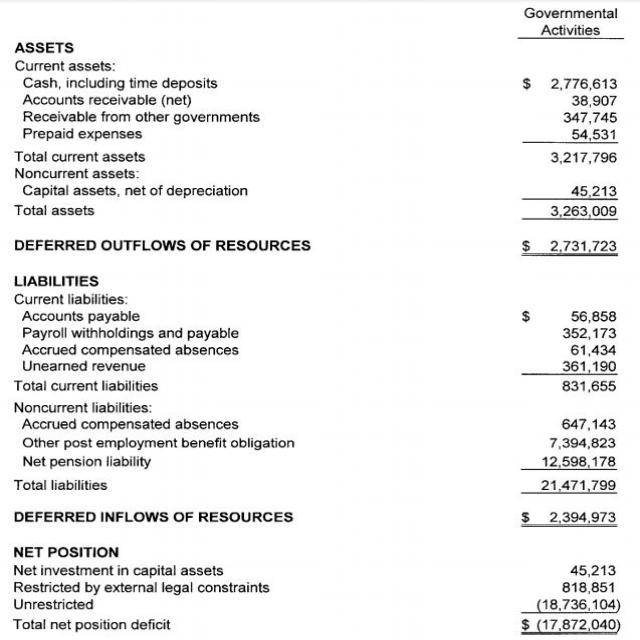 Governmental
Activities
ASSETS
Current assets:
Cash, including time deposits $ 2,776,613
Accounts receivable (net) 38,907
Receivable from other governments 347,745
Prepaid expenses 54,531
Total current assets 3,217,796
Noncurrent assets:
Capital assets, net of depreciation 45,213
Total assets 3,263,009
DEFERRED OUTFLOWS OF RESOURCES $ 2,731,723
LIABILITIES
Current liabilities:
Accounts payable $ 56,858
Payroll withholdings and payable 352,173
Accrued compensated absences 61,434
Unearned revenue 361,190
Total current liabilities 831,655
Noncurrent liabilities:
Accrued compensated absences 647,143
Other post employment benefit obligation 7,394,823
Net pension liability 12,598,178
Total liabilities 21,471,799
DEFERRED INFLOWS OF RESOURCES $ 2,394,973
NET POSITION
Net investment in capital assets 45,213
Restricted by external legal constraints 818,851
Unrestricted (18,736,104)
Total net position deficit $ (17,872,040)